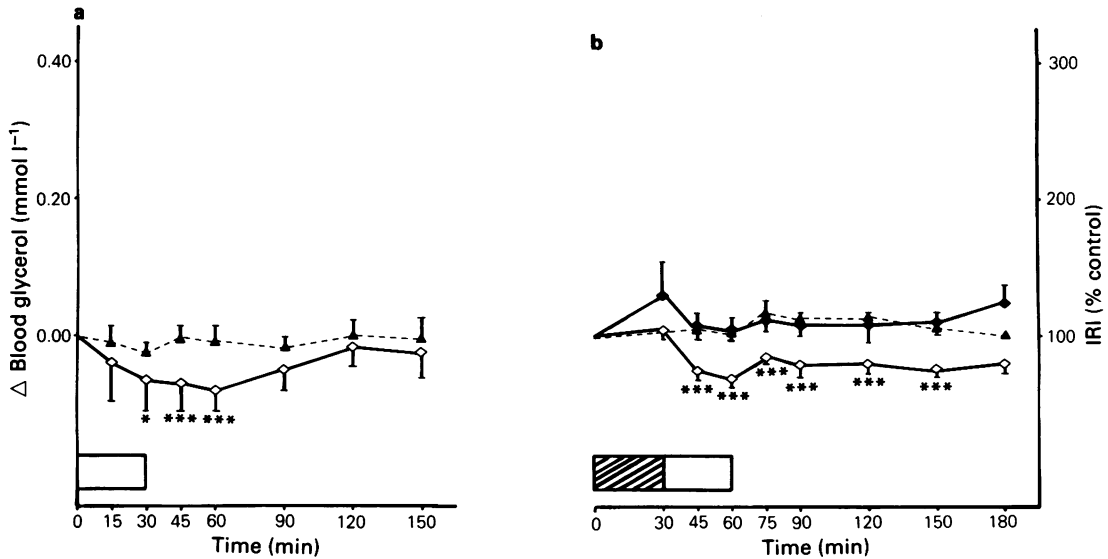 a
△ Blood glycerol (mmol l⁻¹)
0.40
0.20
0.00
* *** ***
0 15 30 45 60 90 120 150
Time (min)
b
IRI (% control)
300
200
100
*** *** *** *** *** ***
0 30 45 60 75 90 120 150 180
Time (min)